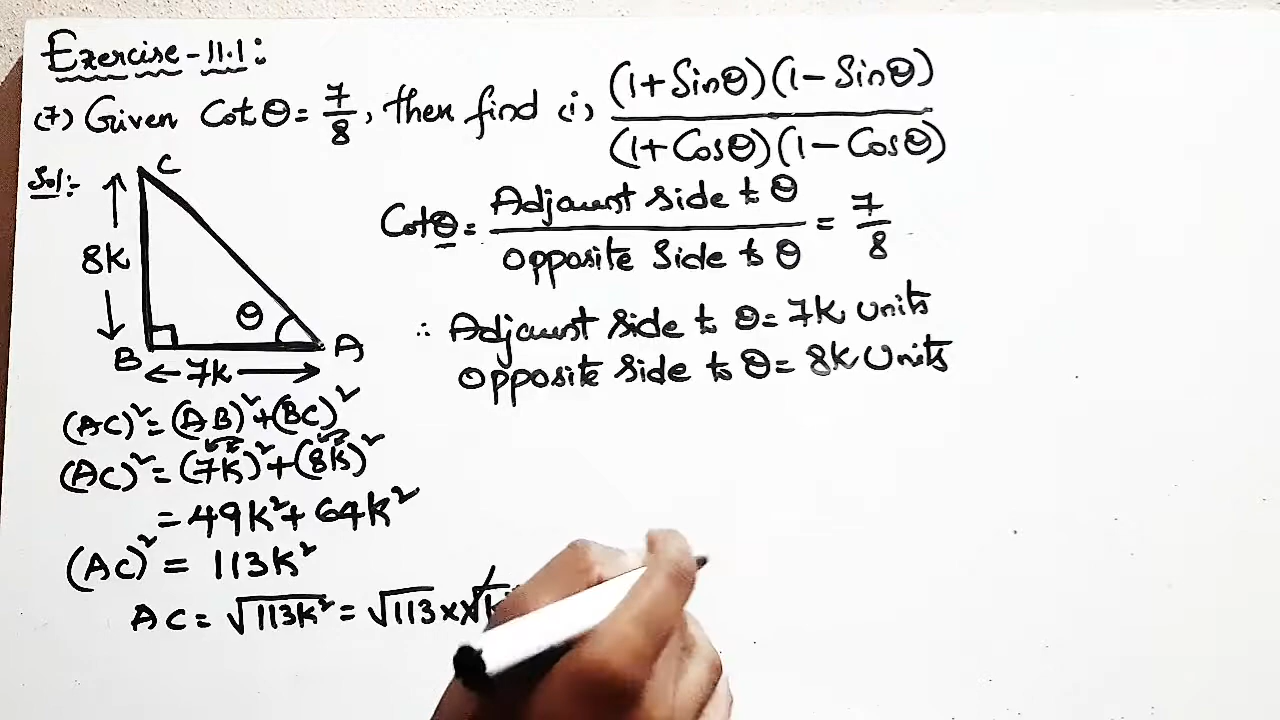 Exercise-11.1:
(7) Given Cot θ = 7/8, then find (i), (1+Sinθ)(1-Sinθ)/(1+Cosθ)(1-Cosθ)
Sol:-
C
8K
θ
B
A
7K
Cotθ = Adjacent side to θ/Opposite Side to θ = 7/8
∴ Adjacent side to θ = 7K Units
Opposite side to θ = 8K Units
(AC)² = (AB)² + (BC)²
(AC)² = (7K)² + (8K)²
= 49K² + 64K²
(AC)² = 113K²
AC = √113K² = √113 ×